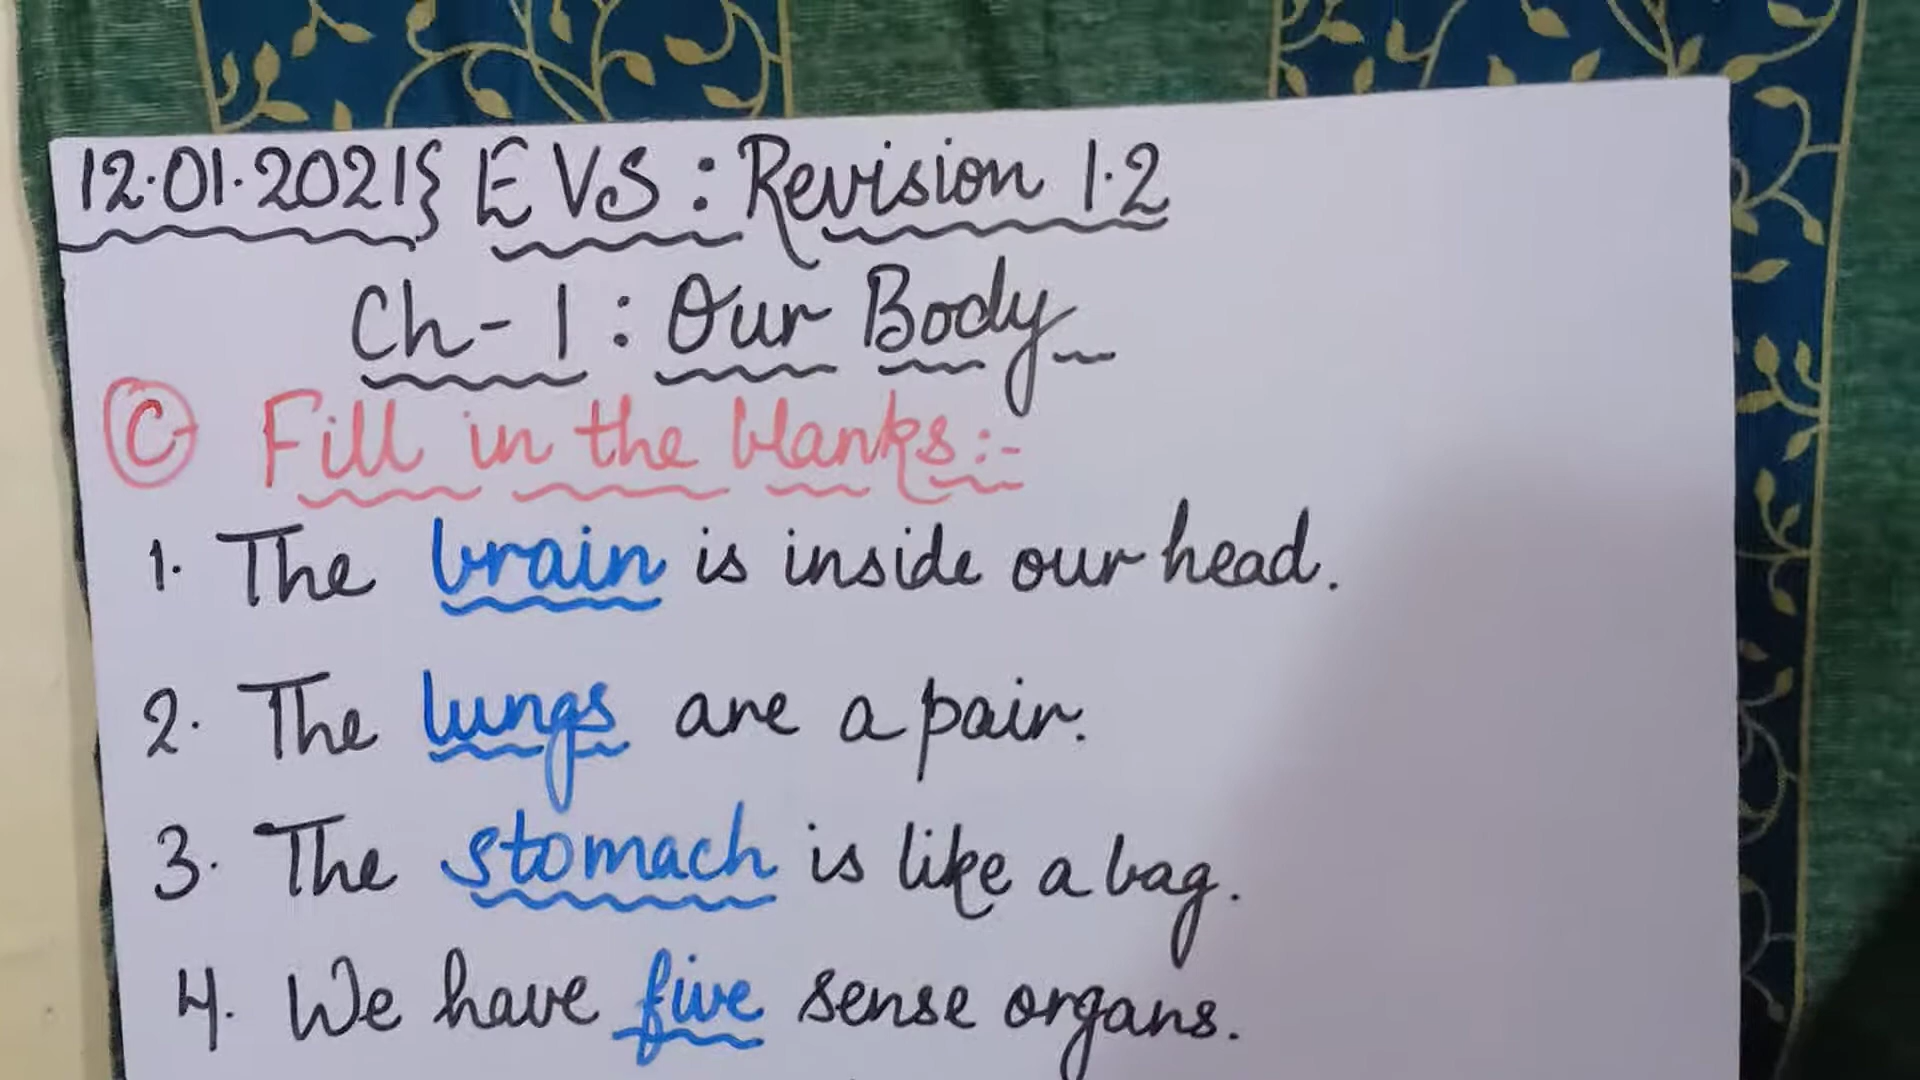 12.01.2021} EVS : Revision 1.2
Ch-1 : Our Body
C Fill in the blanks:-
1. The brain is inside our head.
2. The lungs are a pair.
3. The stomach is like a bag.
4. We have five sense organs.